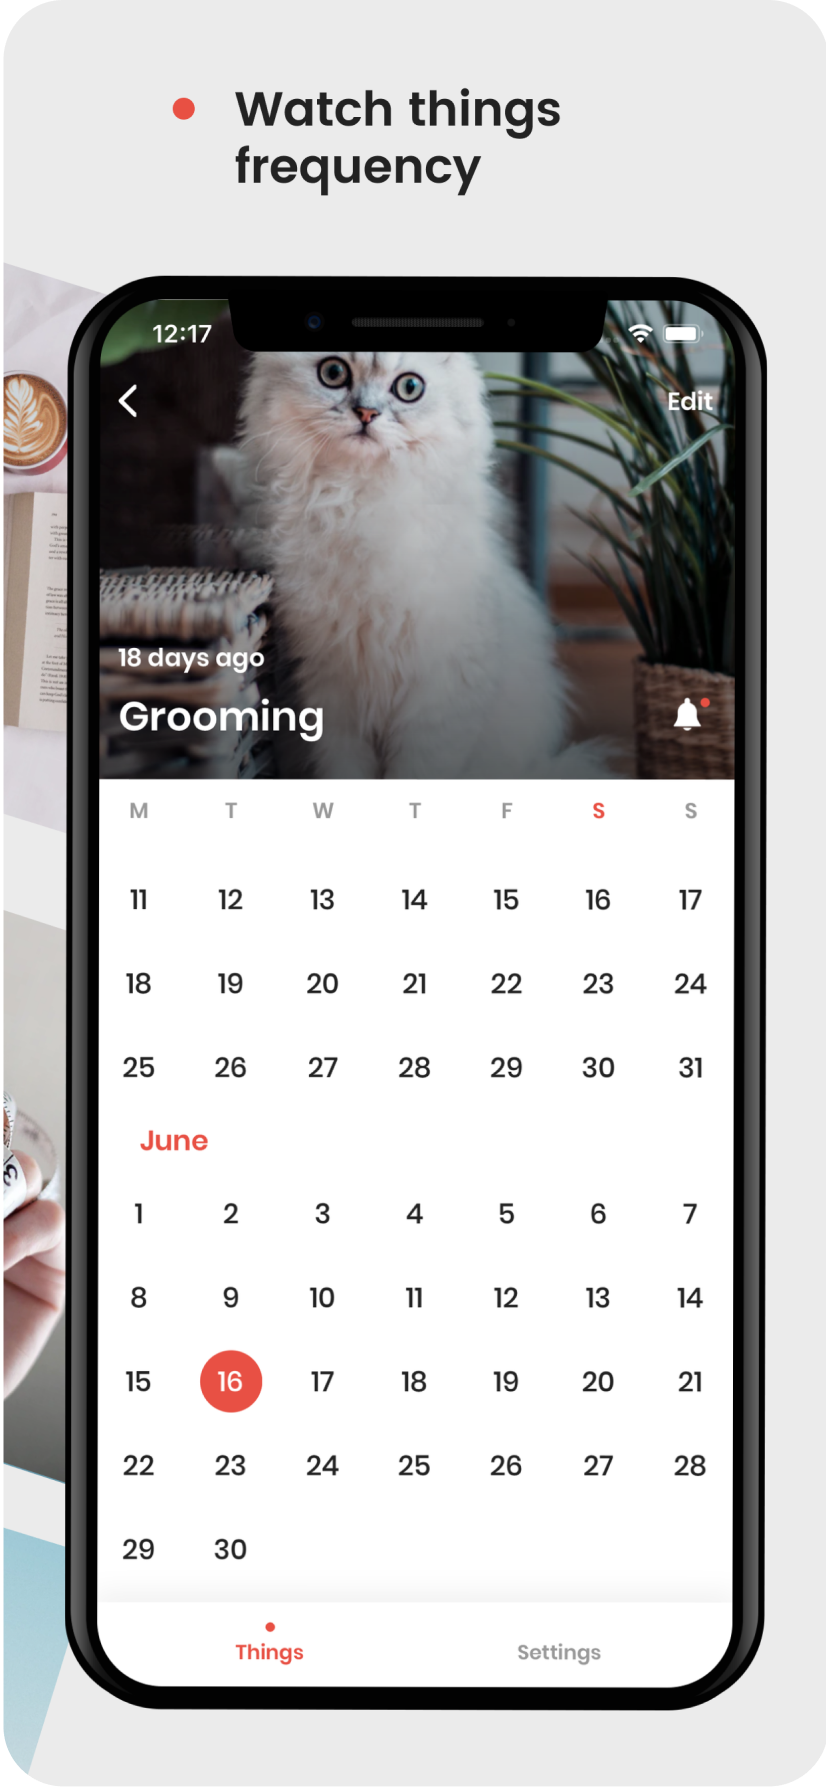 Watch things
frequency
12:17
Edit
18 days ago
Grooming
M T W T F S S
11 12 13 14 15 16 17
18 19 20 21 22 23 24
25 26 27 28 29 30 31
June
1 2 3 4 5 6 7
8 9 10 11 12 13 14
15 16 17 18 19 20 21
22 23 24 25 26 27 28
29 30
Things Settings